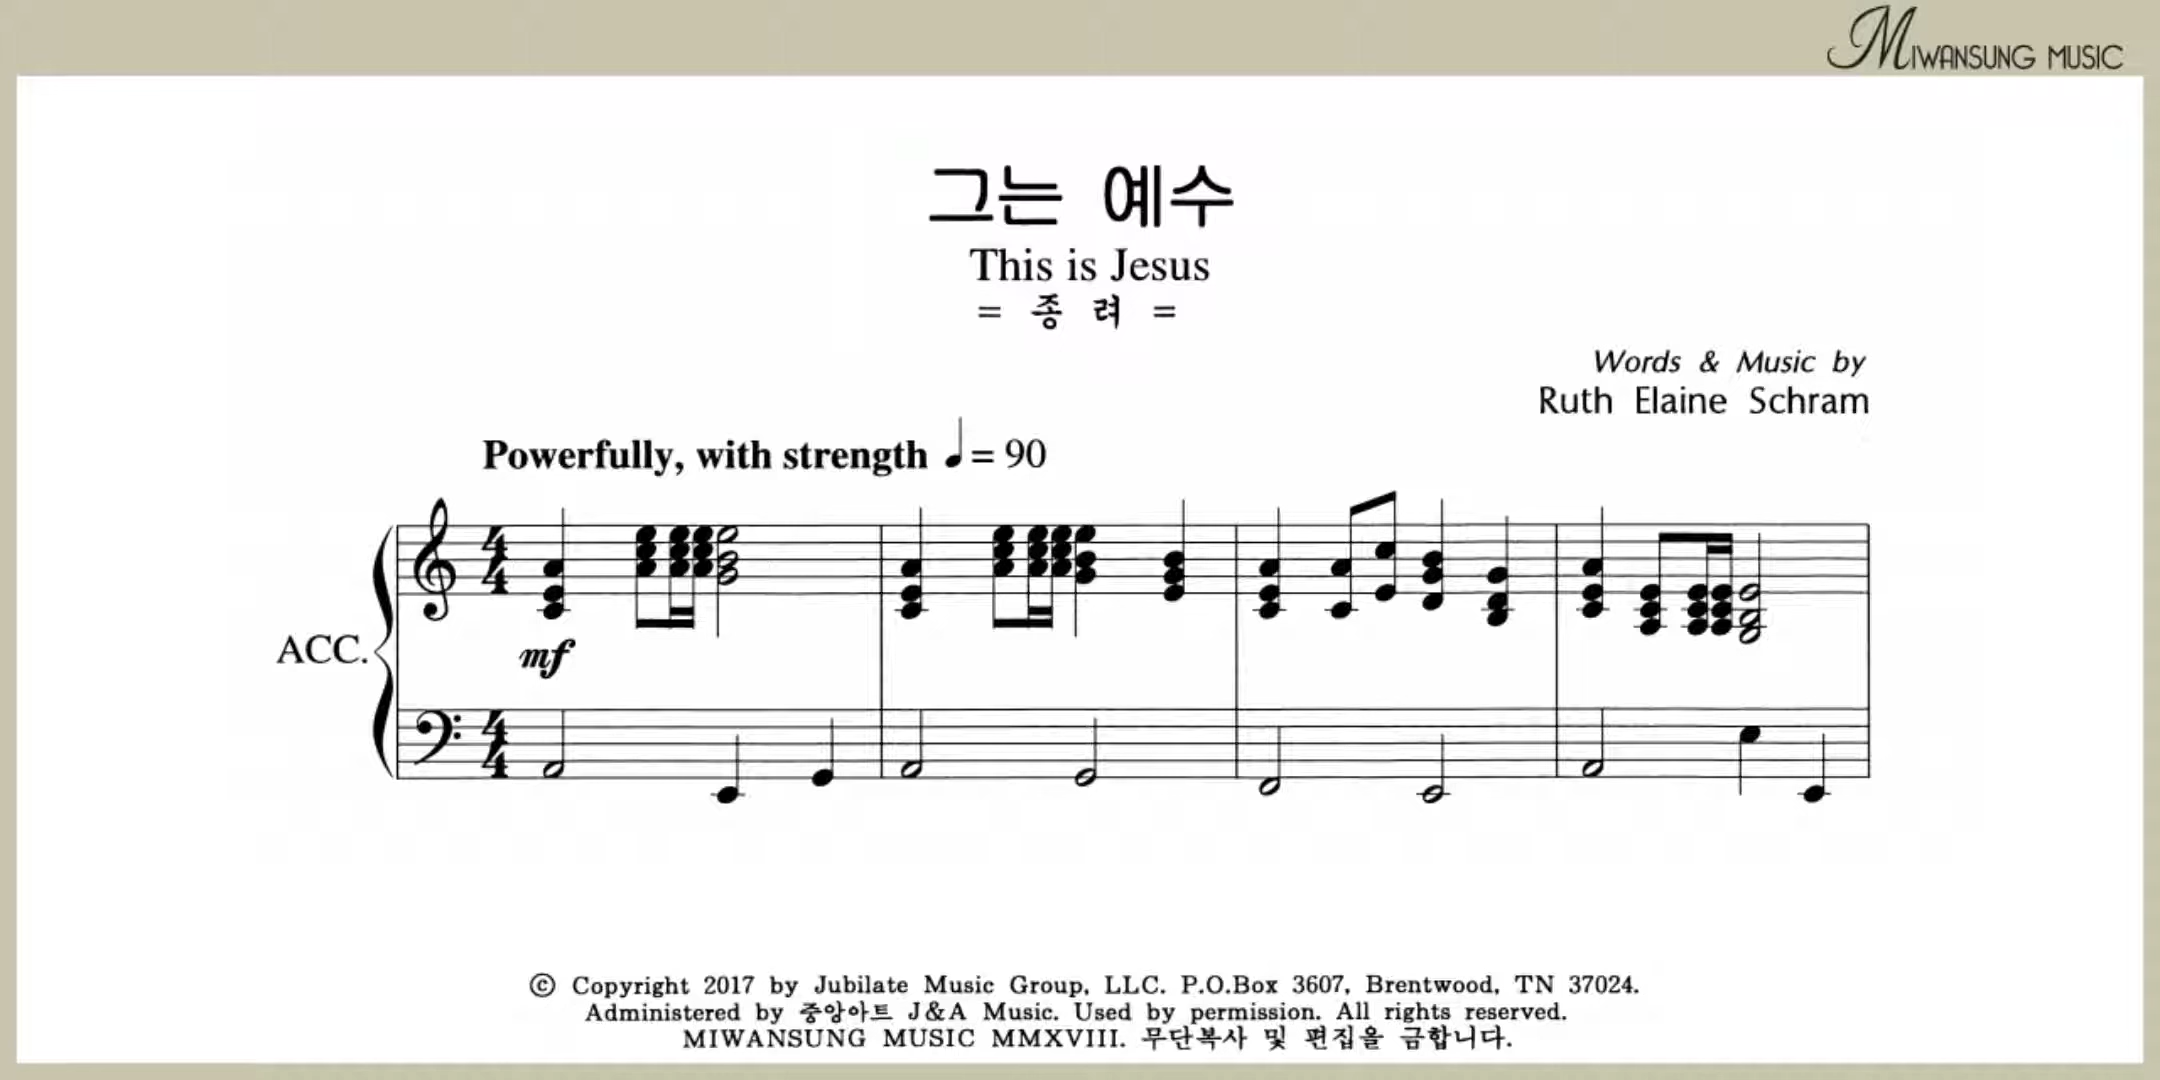 MIWANSUNG MUSIC
그는 예수
This is Jesus
= 종 려 =
Words & Music by
Ruth Elaine Schram
Powerfully, with strength ♩= 90
ACC.
mf
© Copyright 2017 by Jubilate Music Group, LLC. P.O.Box 3607, Brentwood, TN 37024.
Administered by 중앙아트 J&A Music. Used by permission. All rights reserved.
MIWANSUNG MUSIC MMXVIII. 무단복사 및 편집을 금합니다.